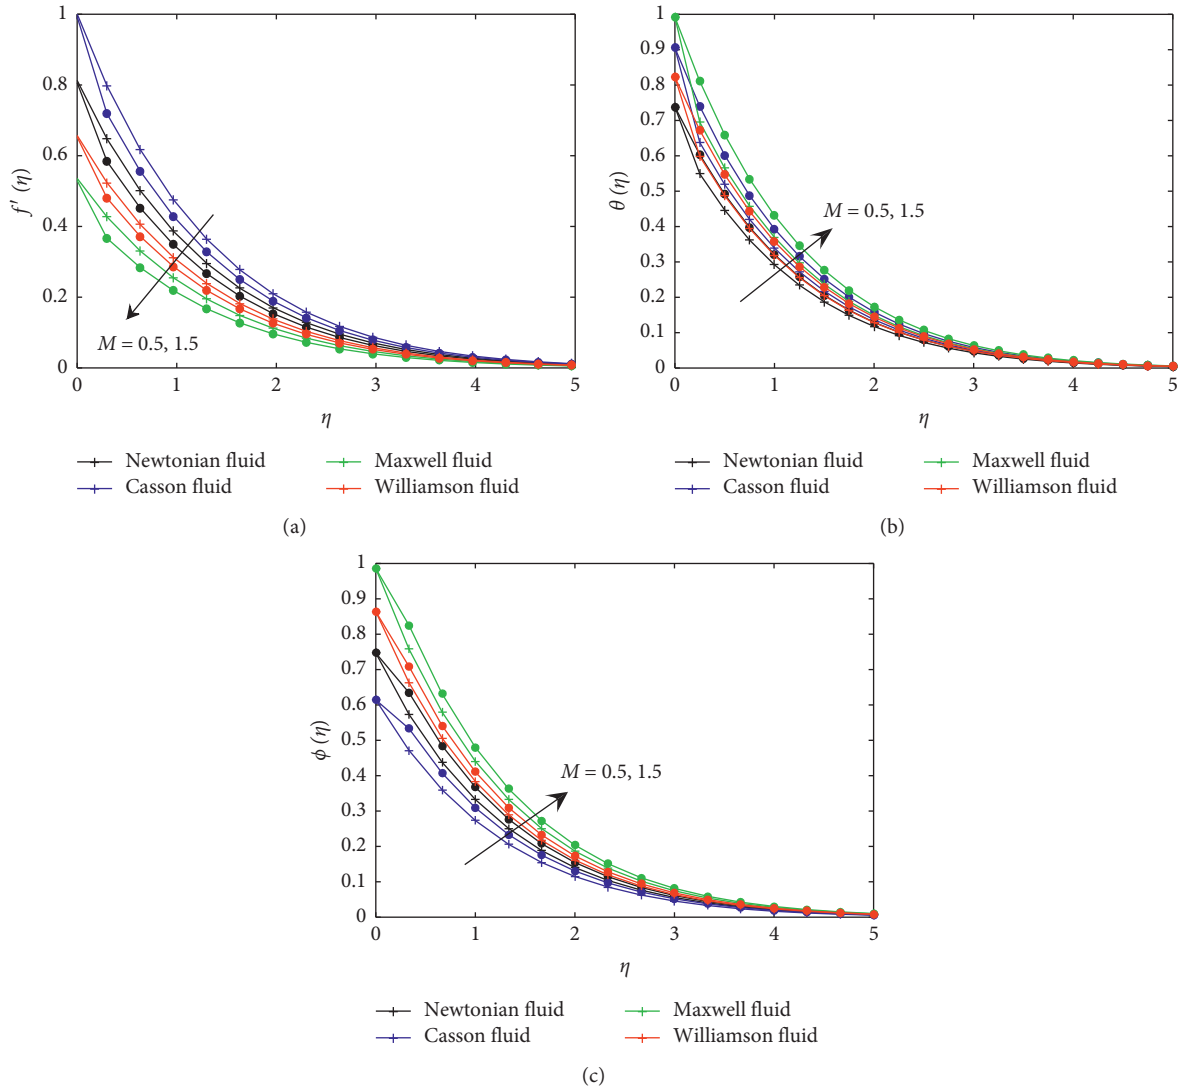 1
0.8
0.6
0.4
0.2
0
f′(η)
M = 0.5, 1.5
0 1 2 3 4 5
η
Newtonian fluid
Casson fluid
Maxwell fluid
Williamson fluid
(a)
1
0.9
0.8
0.7
0.6
0.5
0.4
0.3
0.2
0.1
0
θ (η)
M = 0.5, 1.5
0 1 2 3 4 5
η
Newtonian fluid
Casson fluid
Maxwell fluid
Williamson fluid
(b)
1
0.9
0.8
0.7
0.6
0.5
0.4
0.3
0.2
0.1
0
ϕ (η)
M = 0.5, 1.5
0 1 2 3 4 5
η
Newtonian fluid
Casson fluid
Maxwell fluid
Williamson fluid
(c)